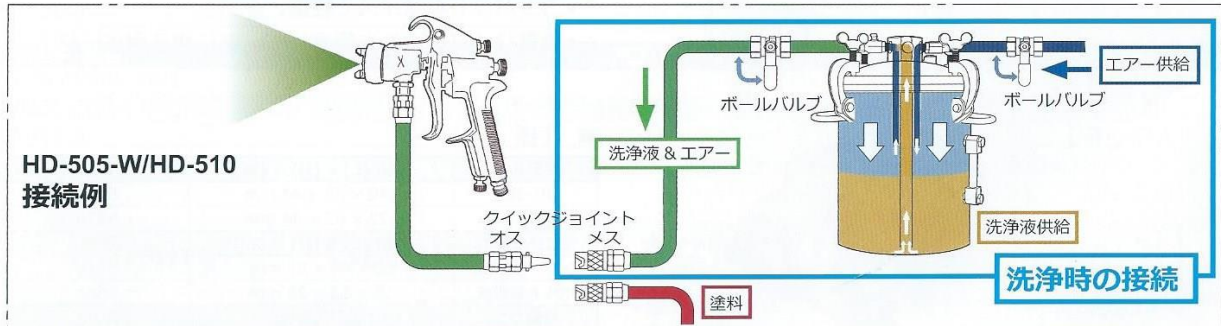 エアー供給
ボールバルブ
ボールバルブ
洗浄液 & エアー
HD-505-W/HD-510
接続例
クイックジョイント
オス
メス
洗浄液供給
洗浄時の接続
塗料
X